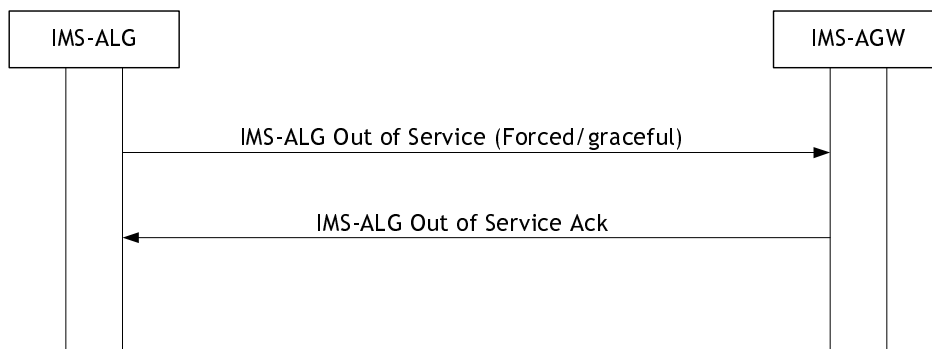 IMS-ALG
IMS-AGW
IMS-ALG Out of Service (Forced/graceful)
IMS-ALG Out of Service Ack